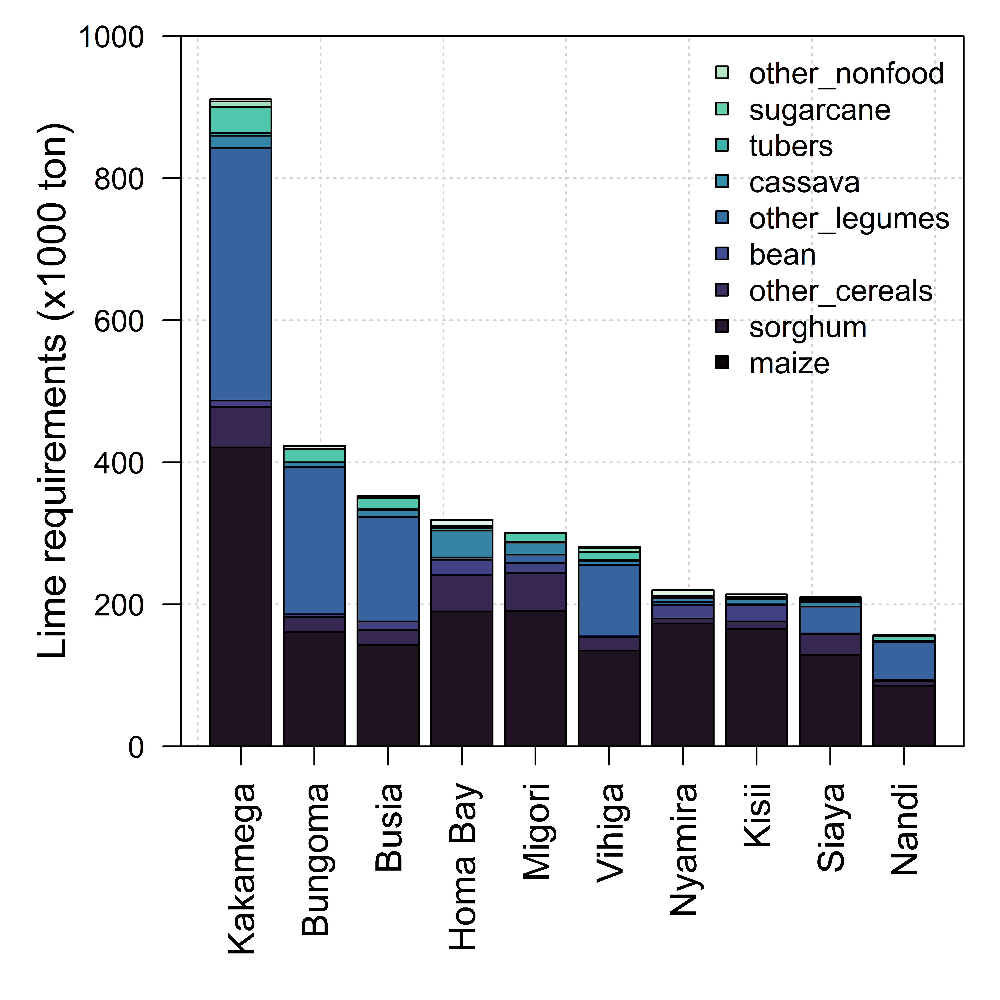 Lime requirements (x1000 ton)
1000
800
600
400
200
0
other_nonfood
sugarcane
tubers
cassava
other_legumes
bean
other_cereals
sorghum
maize
Kakamega
Bungoma
Busia
Homa Bay
Migori
Vihiga
Nyamira
Kisii
Siaya
Nandi